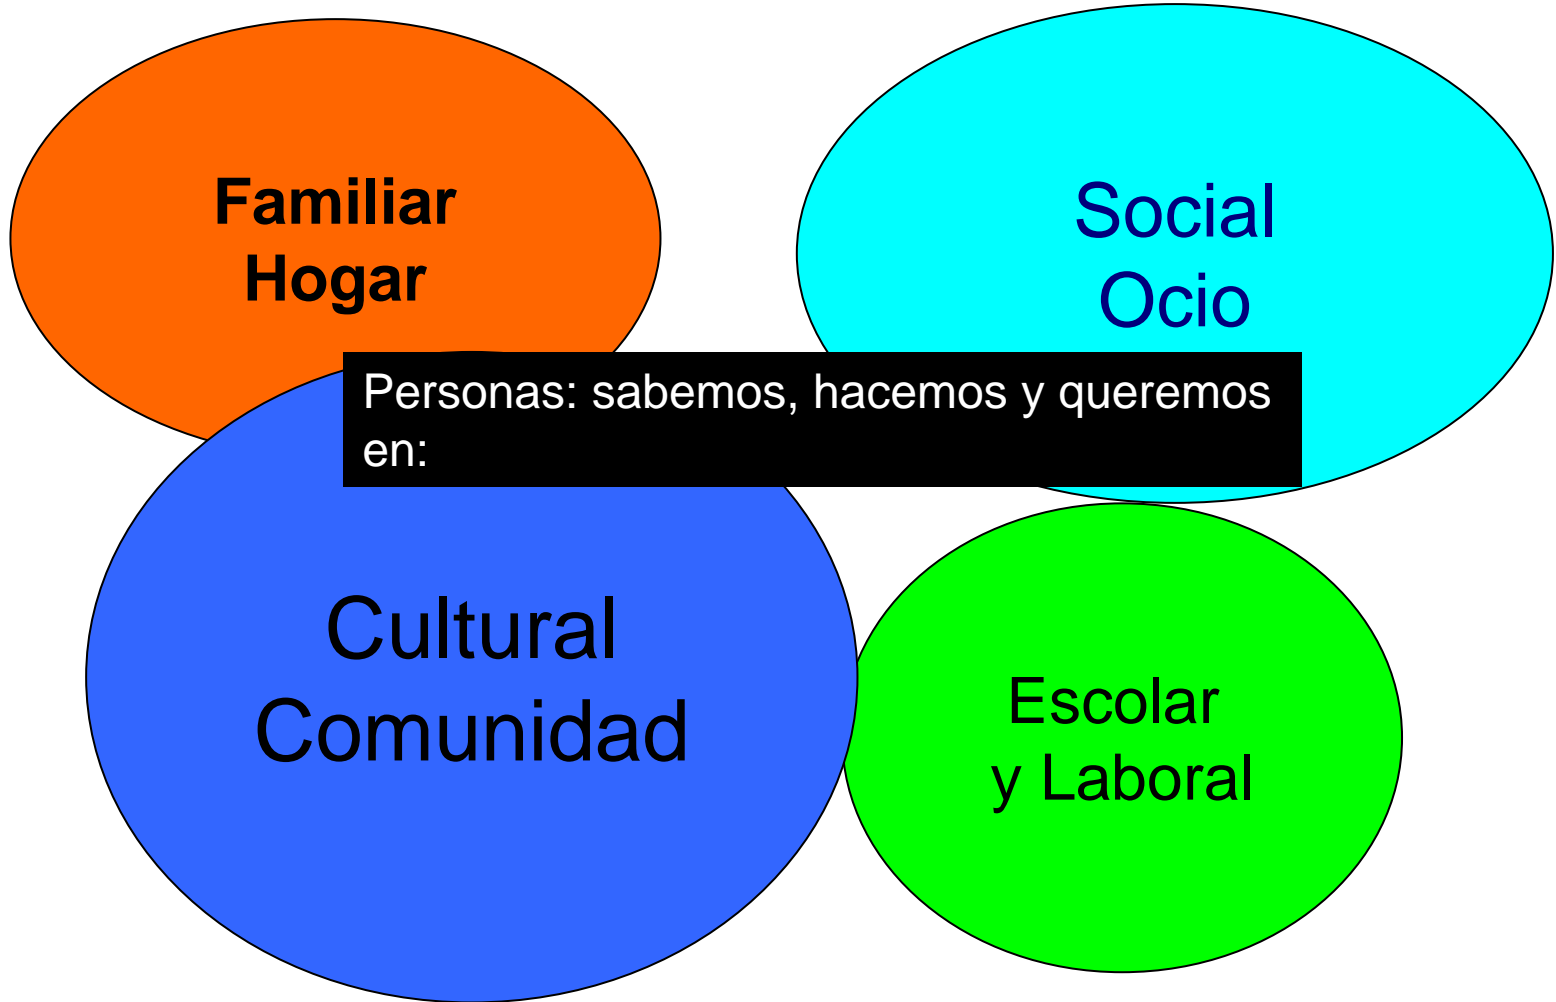 Familiar
Hogar
Social
Ocio
Personas: sabemos, hacemos y queremos
en:
Cultural
Comunidad
Escolar
y Laboral